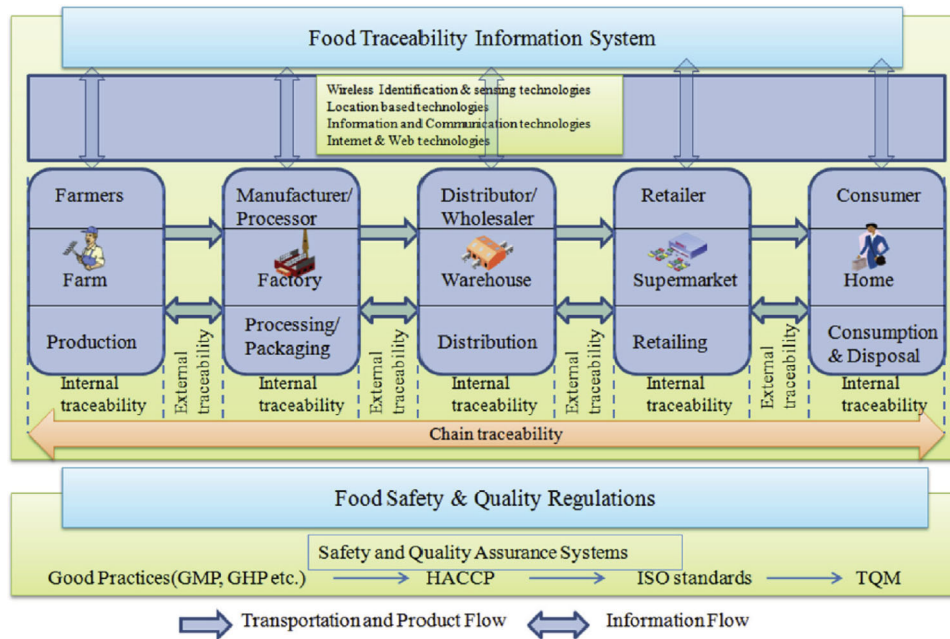 Food Traceability Information System
Wireless Identification & sensing technologies
Location based technologies
Information and Communication technologies
Internet & Web technologies
Farmers
Manufacturer/
Processor
Distributor/
Wholesaler
Retailer
Consumer
Farm
Factory
Warehouse
Supermarket
Home
Production
Processing/
Packaging
Distribution
Retailing
Consumption
& Disposal
Internal
traceability
External
traceability
Internal
traceability
External
traceability
Internal
traceability
External
traceability
Internal
traceability
External
traceability
Internal
traceability
Chain traceability
Food Safety & Quality Regulations
Safety and Quality Assurance Systems
Good Practices(GMP, GHP etc.) HACCP ISO standards TQM
Transportation and Product Flow Information Flow